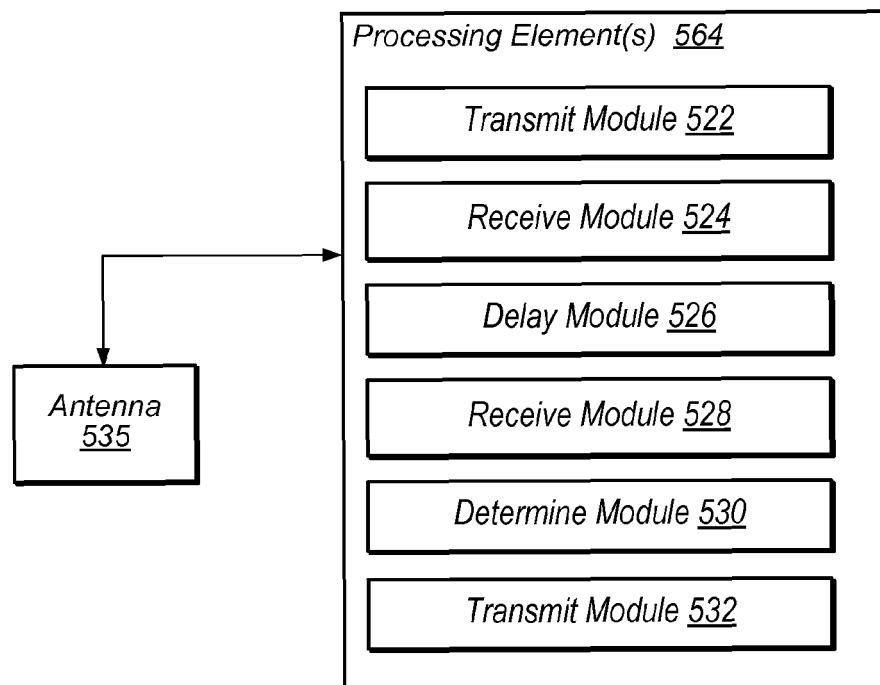 Processing Element(s) 564
Transmit Module 522
Receive Module 524
Delay Module 526
Antenna
535
Receive Module 528
Determine Module 530
Transmit Module 532